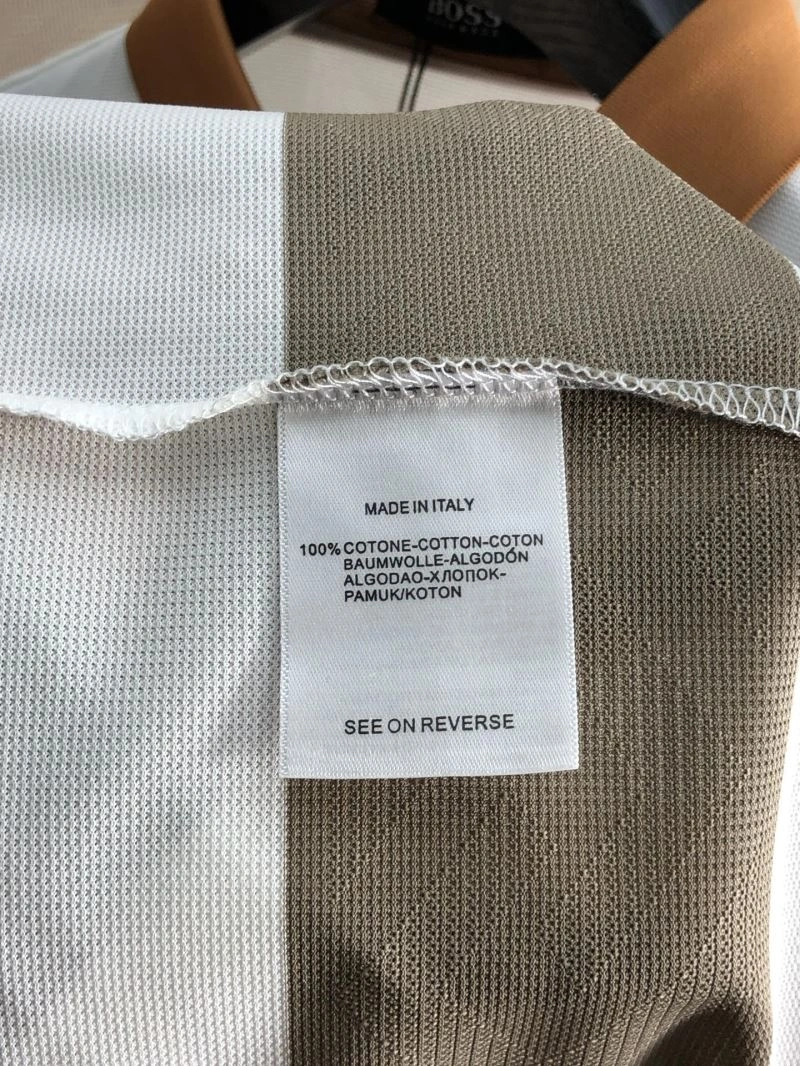 BOSS
MADE IN ITALY
100% COTONE-COTTON-COTON
BAUMWOLLE-ALGODÓN
ALGODAO-ХЛОПОК-
PAMUK/KOTON
SEE ON REVERSE